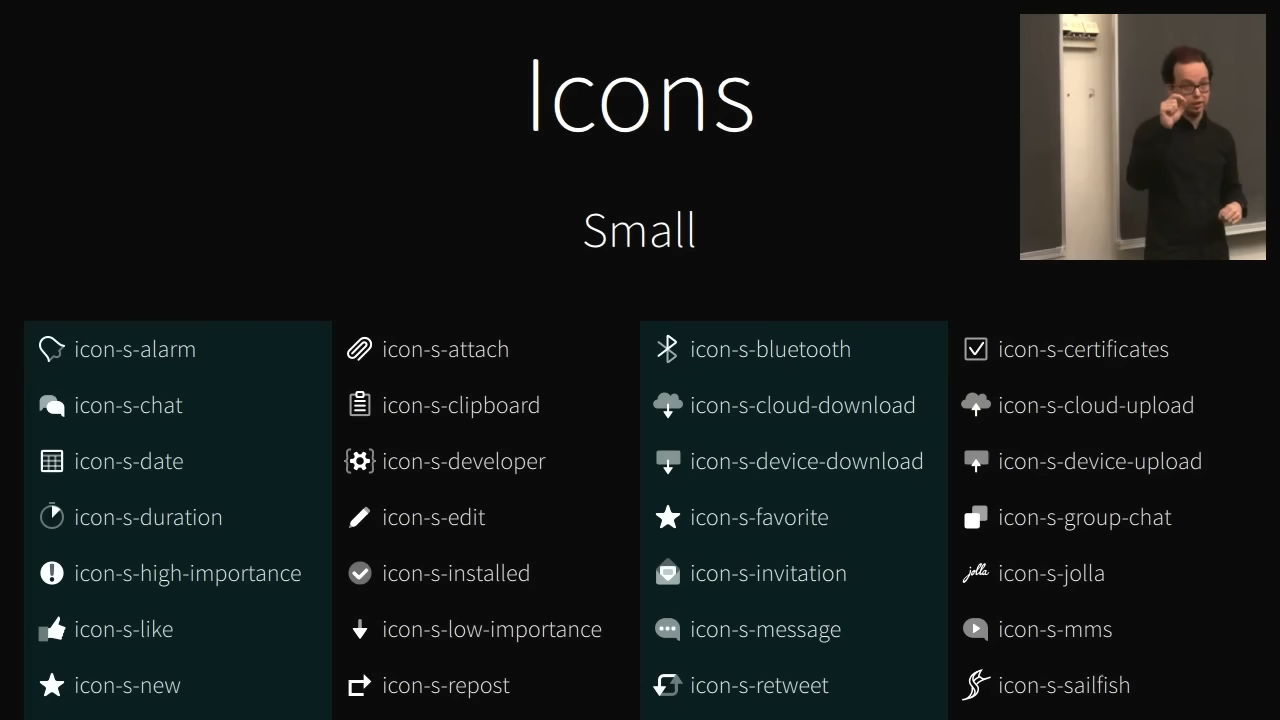 Icons
Small
icon-s-alarm icon-s-attach icon-s-bluetooth icon-s-certificates
icon-s-chat icon-s-clipboard icon-s-cloud-download icon-s-cloud-upload
icon-s-date icon-s-developer icon-s-device-download icon-s-device-upload
icon-s-duration icon-s-edit icon-s-favorite icon-s-group-chat
icon-s-high-importance icon-s-installed icon-s-invitation jolla icon-s-jolla
icon-s-like icon-s-low-importance icon-s-message icon-s-mms
icon-s-new icon-s-repost icon-s-retweet icon-s-sailfish